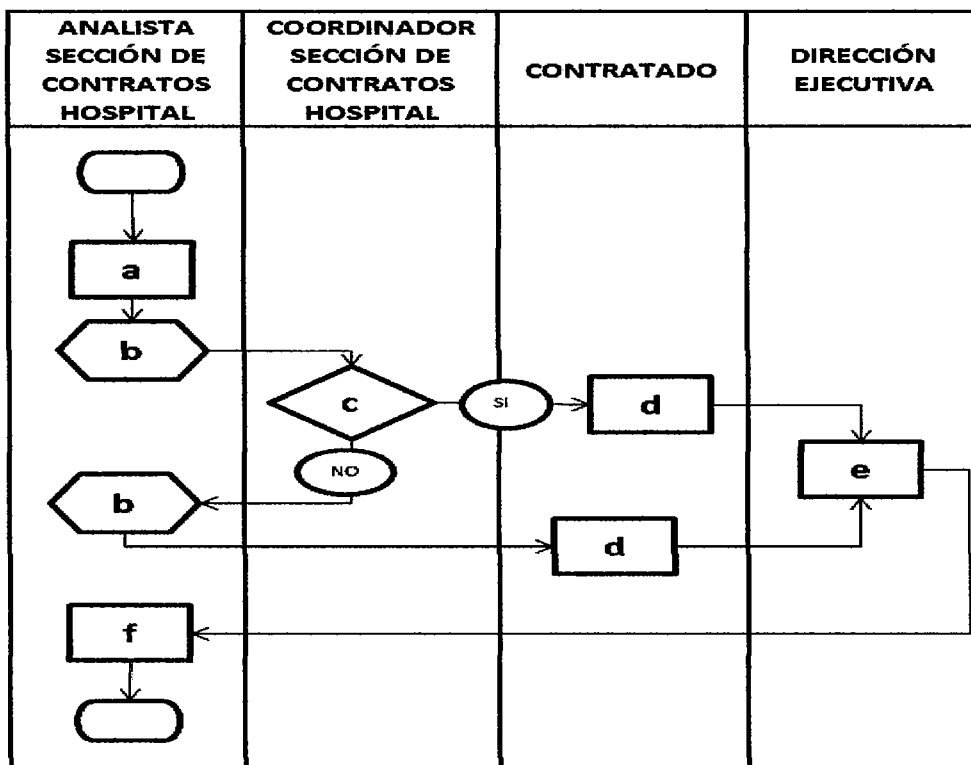 ANALISTA
SECCIÓN DE
CONTRATOS
HOSPITAL
COORDINADOR
SECCIÓN DE
CONTRATOS
HOSPITAL
CONTRATADO
DIRECCIÓN
EJECUTIVA
a
b
c
SI
d
e
NO
b
d
f